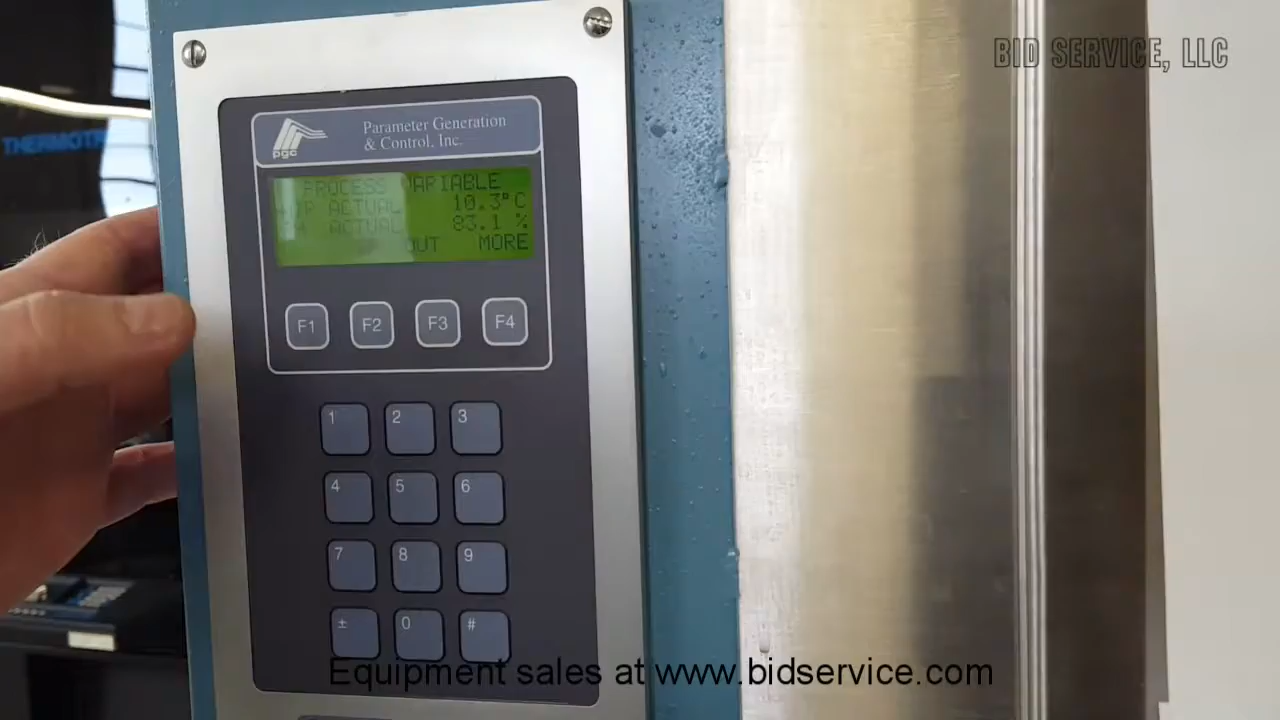 BID SERVICE, LLC
THERMOTR
pgc
Parameter Generation
& Control, Inc.
PROCESS VARIABLE
ACTUAL 10.3°C
ACTUAL 83.1 %
OUT MORE
F1 F2 F3 F4
1 2 3
4 5 6
7 8 9
± 0 #
Equipment sales at www.bidservice.com